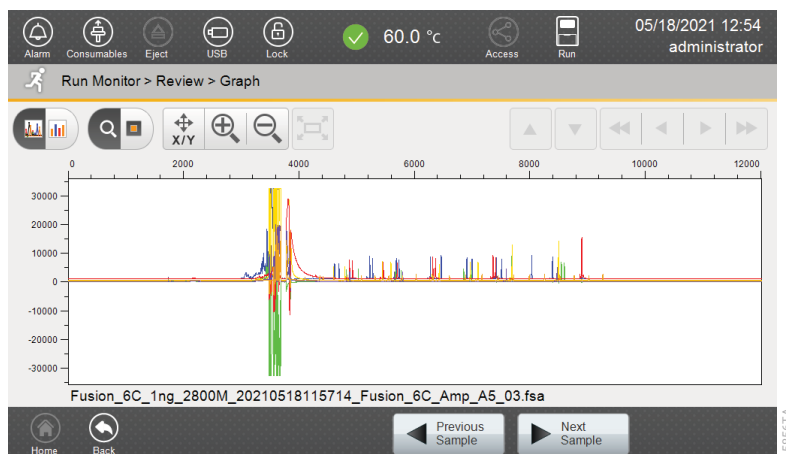 Alarm Consumables Eject USB Lock 60.0 °c Access Run 05/18/2021 12:54
administrator
Run Monitor > Review > Graph
X/Y
0 2000 4000 6000 8000 10000 12000
30000
20000
10000
0
-10000
-20000
-30000
Fusion_6C_1ng_2800M_20210518115714_Fusion_6C_Amp_A5_03.fsa
Home Back Previous Sample Next Sample